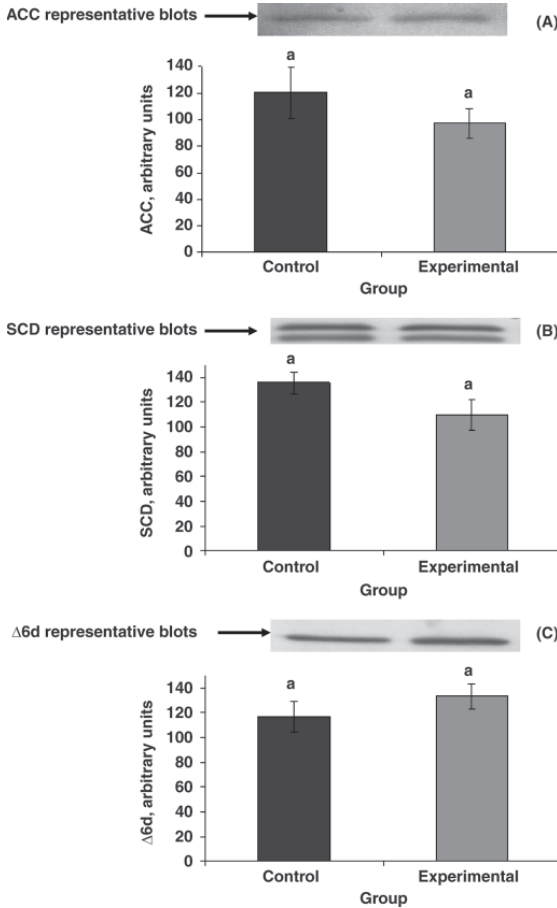 ACC representative blots
(A)
ACC, arbitrary units
140
120
100
80
60
40
20
0
a
a
Control
Experimental
Group
SCD representative blots
(B)
SCD, arbitrary units
140
120
100
80
60
40
20
0
a
a
Control
Experimental
Group
Δ6d representative blots
(C)
Δ6d, arbitrary units
140
120
100
80
60
40
20
0
a
a
Control
Experimental
Group